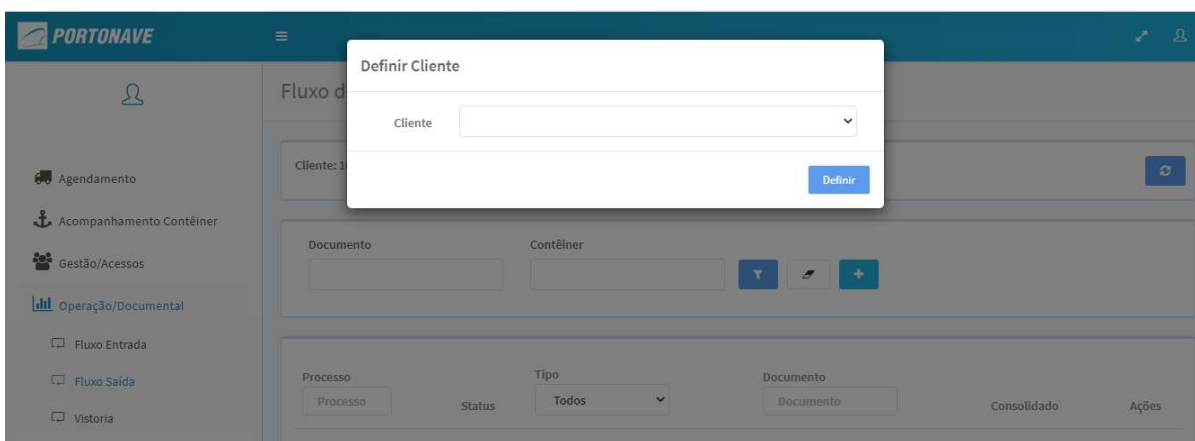 PORTONAVE
Definir Cliente
Fluxo d
Cliente
Cliente: 1
Definir
Agendamento
Acompanhamento Contêiner
Gestão/Acessos
Operação/Documental
Fluxo Entrada
Fluxo Saída
Vistoria
Documento Contêiner
Processo Tipo Documento
Processo Status Todos Documento Consolidado Ações